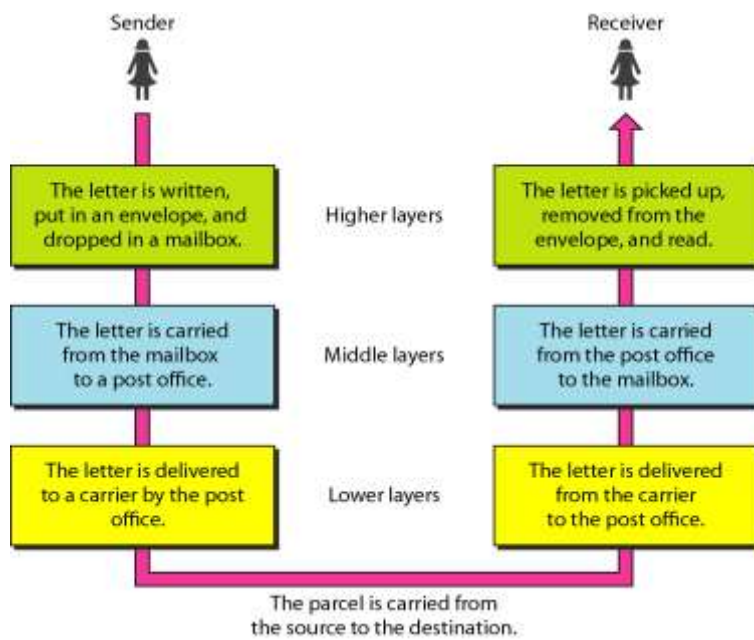 Sender
Receiver
The letter is written,
put in an envelope, and
dropped in a mailbox.
Higher layers
The letter is picked up,
removed from the
envelope, and read.
The letter is carried
from the mailbox
to a post office.
Middle layers
The letter is carried
from the post office
to the mailbox.
The letter is delivered
to a carrier by the post
office.
Lower layers
The letter is delivered
from the carrier
to the post office.
The parcel is carried from
the source to the destination.